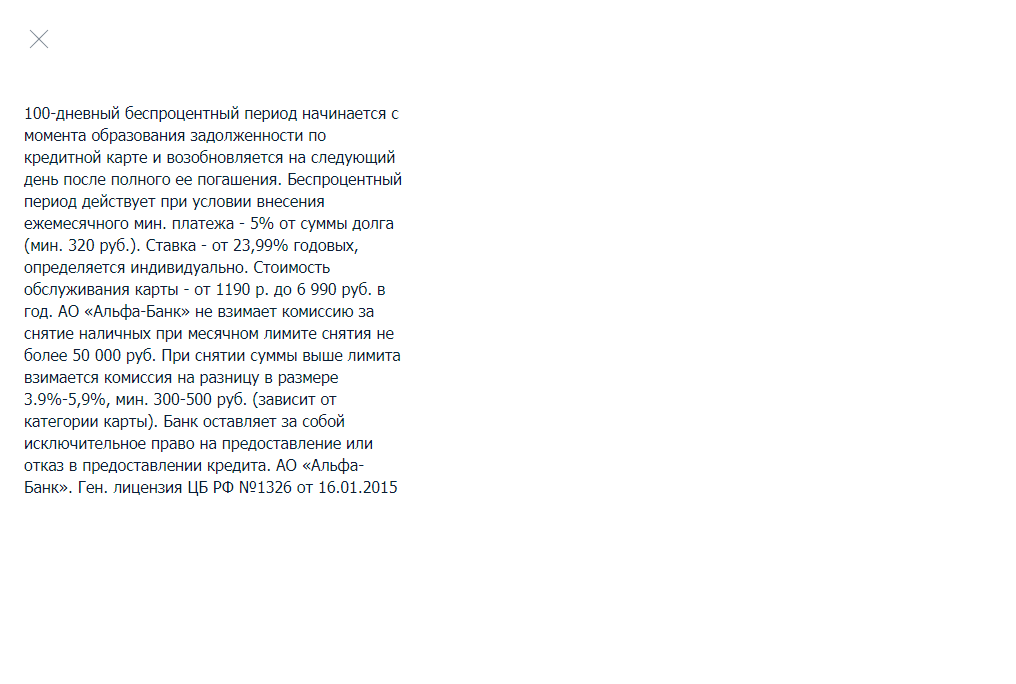 100-дневный беспроцентный период начинается с
момента образования задолженности по
кредитной карте и возобновляется на следующий
день после полного ее погашения. Беспроцентный
период действует при условии внесения
ежемесячного мин. платежа - 5% от суммы долга
(мин. 320 руб.). Ставка - от 23,99% годовых,
определяется индивидуально. Стоимость
обслуживания карты - от 1190 р. до 6 990 руб. в
год. АО «Альфа-Банк» не взимает комиссию за
снятие наличных при месячном лимите снятия не
более 50 000 руб. При снятии суммы выше лимита
взимается комиссия на разницу в размере
3.9%-5,9%, мин. 300-500 руб. (зависит от
категории карты). Банк оставляет за собой
исключительное право на предоставление или
отказ в предоставлении кредита. АО «Альфа-
Банк». Ген. лицензия ЦБ РФ №1326 от 16.01.2015